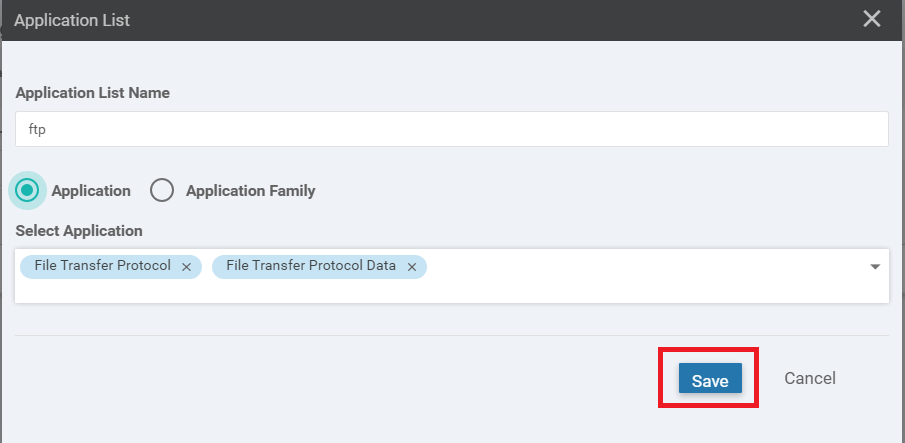 Application List
Application List Name
ftp
Application Application Family
Select Application
File Transfer Protocol × File Transfer Protocol Data ×
Save Cancel